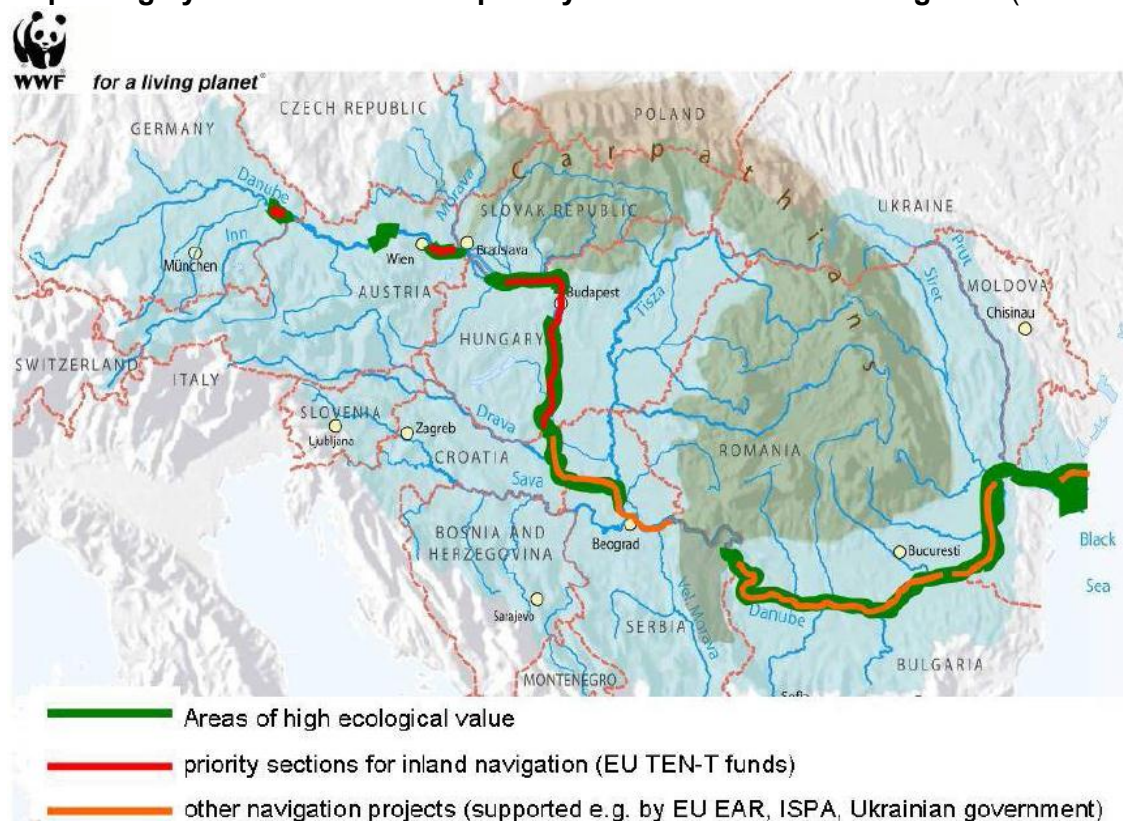 WWF for a living planet®
CZECH REPUBLIC
POLAND
GERMANY
Carpathians
Danube
Morava
SLOVAK REPUBLIC
UKRAINE
Inn
Wien
Bratislava
München
Prut
Siret
MOLDOVA
AUSTRIA
Budapest
Tisza
Chisinau
HUNGARY
SWITZERLAND
ITALY
SLOVENIA
Drava
Ljubljana
Zagreb
ROMANIA
CROATIA
Sava
BOSNIA AND
HERZEGOVINA
Beograd
Bucuresti
Black
Sea
Vel.Morava
Sarajevo
SERBIA
Danube
BULGARIA
MONTENEGRO
Areas of high ecological value
priority sections for inland navigation (EU TEN-T funds)
other navigation projects (supported e.g. by EU EAR, ISPA, Ukrainian government)